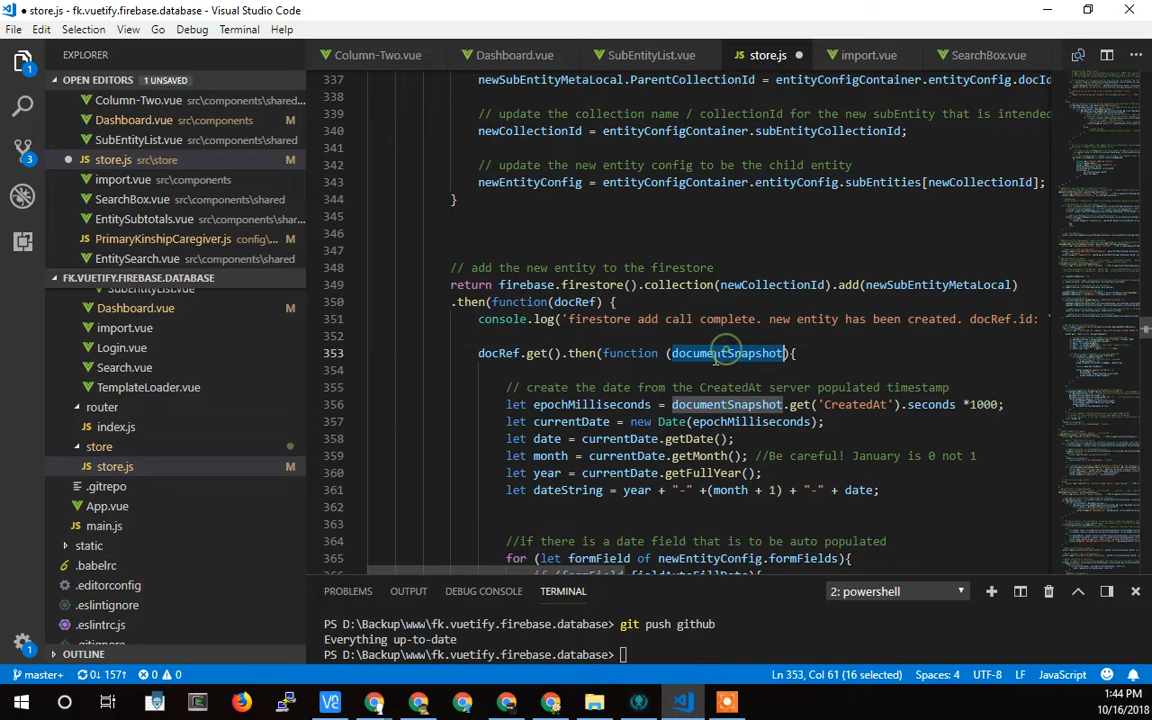 store.js - fk.vuetify.firebase.database - Visual Studio Code
File Edit Selection View Go Debug Terminal Help
EXPLORER
Column-Two.vue Dashboard.vue SubEntityList.vue store.js import.vue SearchBox.vue
OPEN EDITORS 1 UNSAVED
Column-Two.vue src\components\shared...
Dashboard.vue src\components M
SubEntityList.vue src\components\shared
store.js src\store M
import.vue src\components
SearchBox.vue src\components\shared
EntitySubtotals.vue src\components\shar...
PrimaryKinshipCaregiver.js config\... M
EntitySearch.vue src\components\shared
FK.VUETIFY.FIREBASE.DATABASE
SubEntityList.vue
Dashboard.vue M
import.vue
Login.vue
Search.vue
TemplateLoader.vue
router
index.js
store
store.js M
.gitrepo
App.vue
main.js
static
.babelrc
.editorconfig
.eslintignore
.eslintrc.js
.gitignore
OUTLINE
337 newSubEntityMetaLocal.ParentCollectionId = entityConfigContainer.entityConfig.docId
338
339 // update the collection name / collectionId for the new subEntity that is intended
340 newCollectionId = entityConfigContainer.subEntityCollectionId;
341
342 // update the new entity config to be the child entity
343 newEntityConfig = entityConfigContainer.entityConfig.subEntities[newCollectionId];
344 }
345
346
347
348 // add the new entity to the firestore
349 return firebase.firestore().collection(newCollectionId).add(newSubEntityMetaLocal)
350 .then(function(docRef) {
351 console.log('firestore add call complete. new entity has been created. docRef.id: '
352
353 docRef.get().then(function (documentSnapshot){
354
355 // create the date from the CreatedAt server populated timestamp
356 let epochMilliseconds = documentSnapshot.get('CreatedAt').seconds *1000;
357 let currentDate = new Date(epochMilliseconds);
358 let date = currentDate.getDate();
359 let month = currentDate.getMonth(); //Be careful! January is 0 not 1
360 let year = currentDate.getFullYear();
361 let dateString = year + "-" +(month + 1) + "-" + date;
362
363
364 //if there is a date field that is to be auto populated
365 for (let formField of newEntityConfig.formFields){
366 if (formField.fieldAutoFillDate){
PROBLEMS OUTPUT DEBUG CONSOLE TERMINAL 2: powershell
PS D:\Backup\www\fk.vuetify.firebase.database> git push github
Everything up-to-date
PS D:\Backup\www\fk.vuetify.firebase.database>
master+ 0↓ 157↑ 0 0 Ln 353, Col 61 (16 selected) Spaces: 4 UTF-8 LF JavaScript 1
1:44 PM
10/16/2018